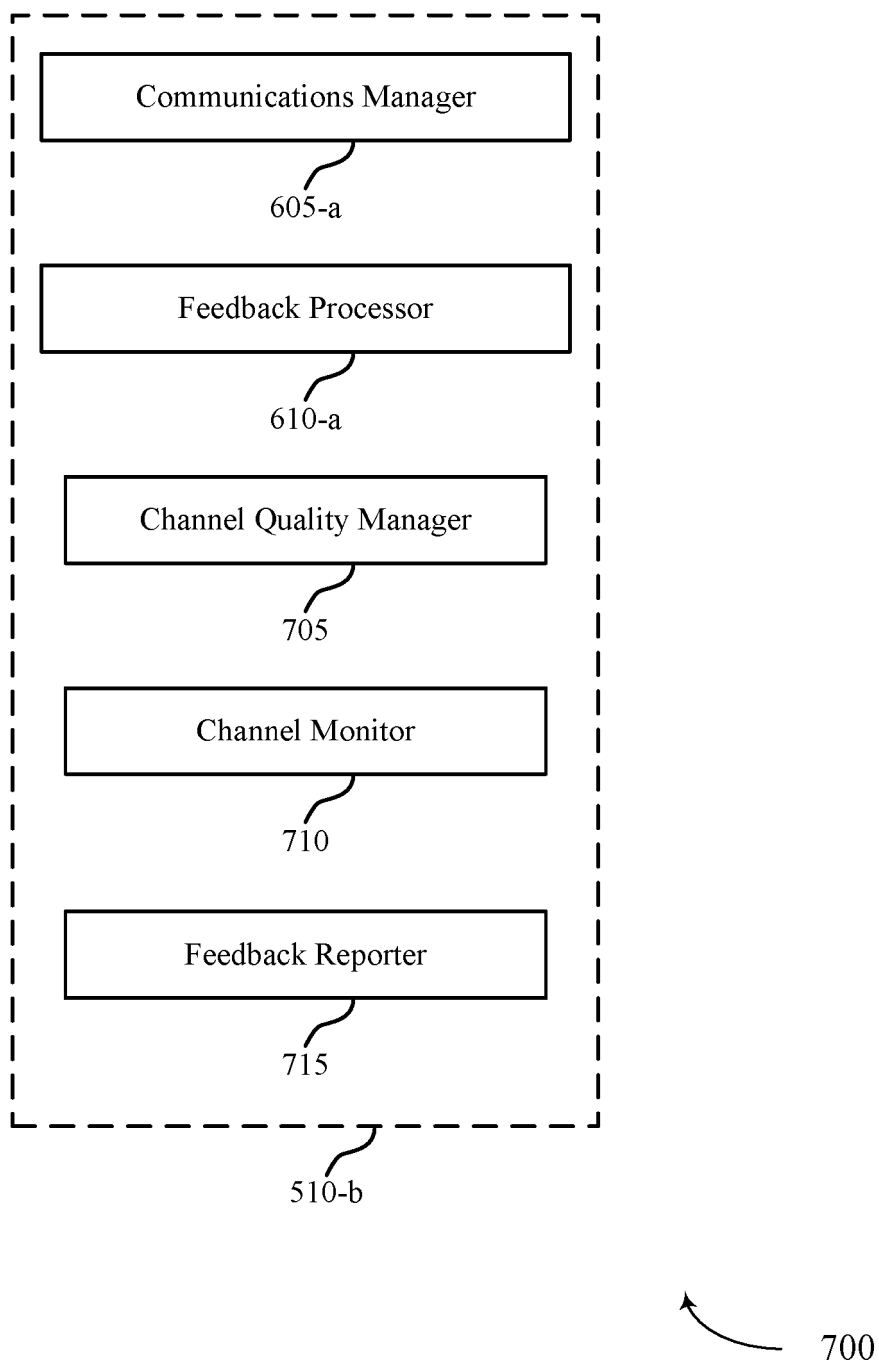 Communications Manager
605-a
Feedback Processor
610-a
Channel Quality Manager
705
Channel Monitor
710
Feedback Reporter
715
510-b
700